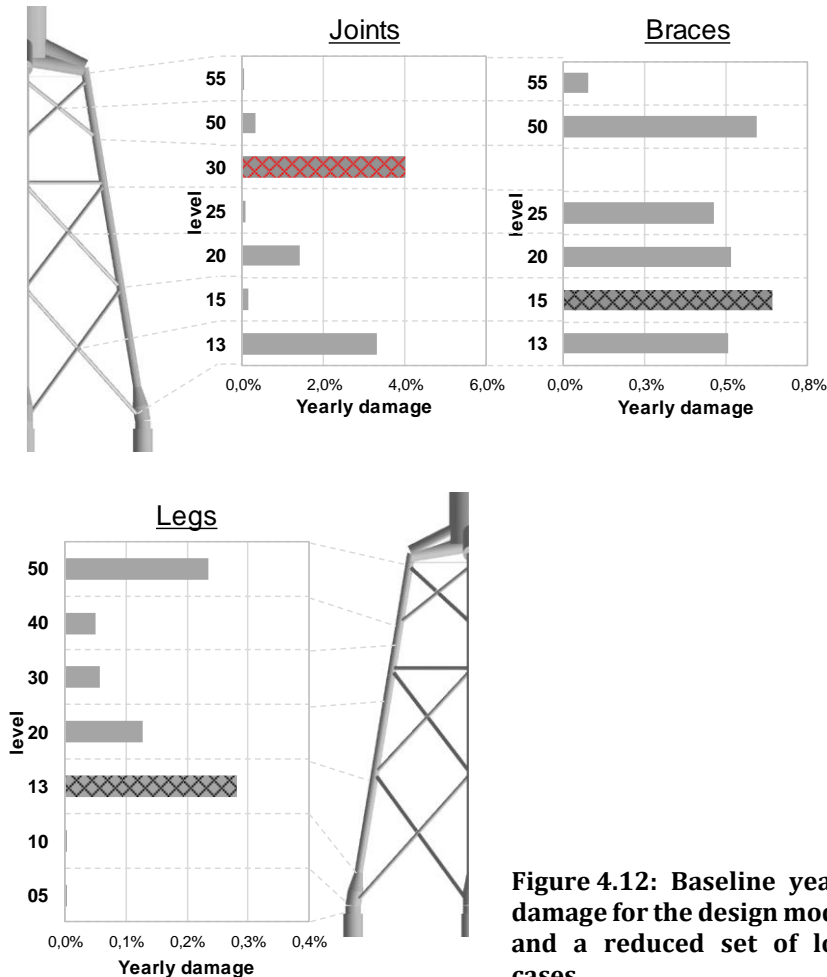 Joints
55
50
30
25
20
15
13
level
0,0%
2,0%
4,0%
6,0%
Yearly damage
Braces
55
50
25
20
15
13
level
0,0%
0,3%
0,5%
0,8%
Yearly damage
Legs
50
40
30
20
13
10
05
level
0,0%
0,1%
0,2%
0,3%
0,4%
Yearly damage
Figure 4.12: Baseline yea
damage for the design mod
and a reduced set of lo
cases